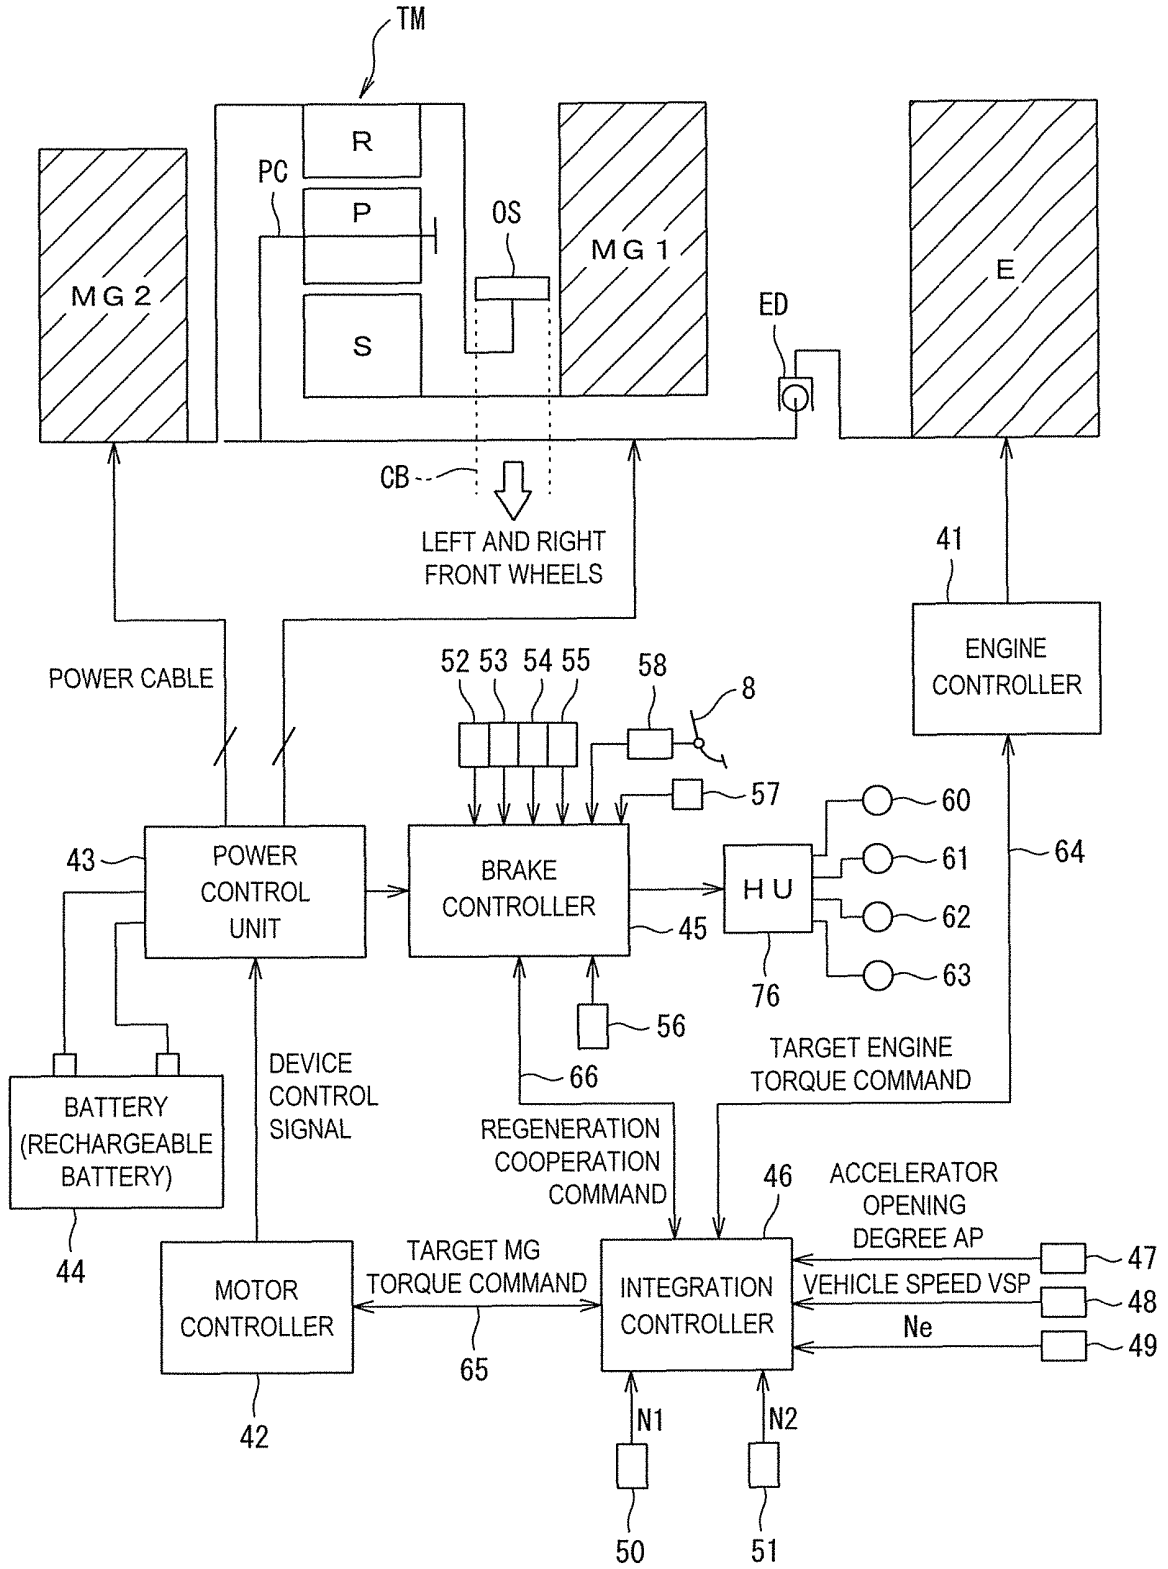 TM
R
PC
P
OS
MG1
MG2
E
S
ED
CB
LEFT AND RIGHT
FRONT WHEELS
41
ENGINE
CONTROLLER
POWER CABLE
52
53
54
55
58
8
57
60
43
POWER
CONTROL
UNIT
BRAKE
CONTROLLER
HU
61
64
62
45
76
63
56
TARGET ENGINE
TORQUE COMMAND
DEVICE
CONTROL
SIGNAL
66
BATTERY
(RECHARGEABLE
BATTERY)
REGENERATION
COOPERATION
COMMAND
46
ACCELERATOR
OPENING
DEGREE AP
47
44
TARGET MG
TORQUE COMMAND
VEHICLE SPEED VSP
48
MOTOR
CONTROLLER
INTEGRATION
CONTROLLER
Ne
49
65
42
N1
N2
50
51